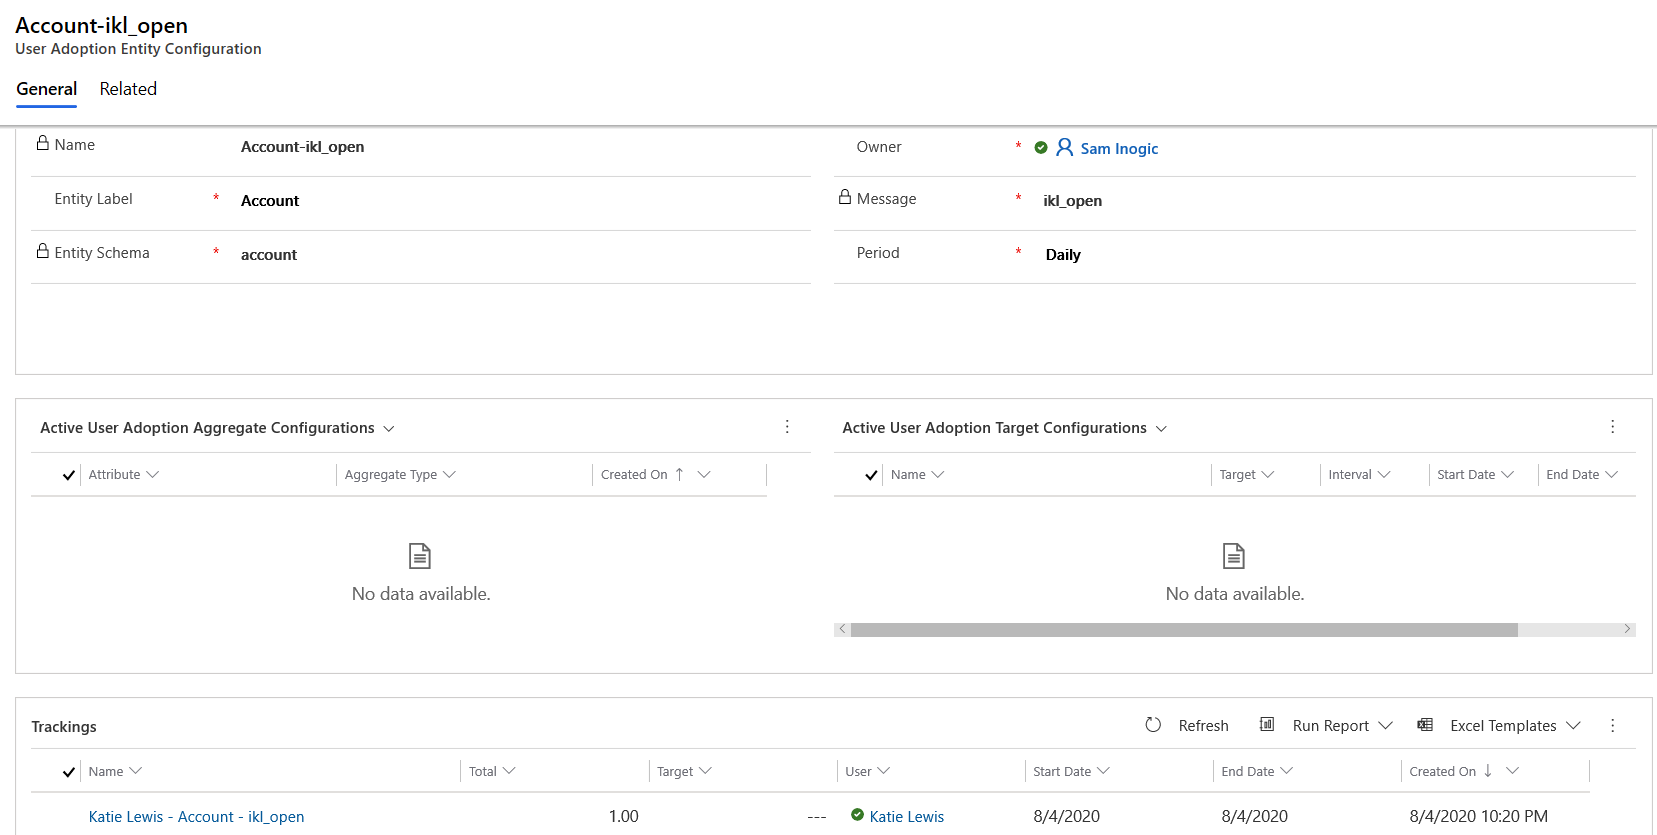 Account-ikl_open
User Adoption Entity Configuration
General Related
Name Account-ikl_open Owner * Sam Inogic
Entity Label * Account Message * ikl_open
Entity Schema * account Period * Daily
Active User Adoption Aggregate Configurations Active User Adoption Target Configurations
Attribute Aggregate Type Created On ↑ Name Target Interval Start Date End Date
No data available. No data available.
Trackings Refresh Run Report Excel Templates
Name Total Target User Start Date End Date Created On ↓
Katie Lewis - Account - ikl_open 1.00 --- Katie Lewis 8/4/2020 8/4/2020 8/4/2020 10:20 PM